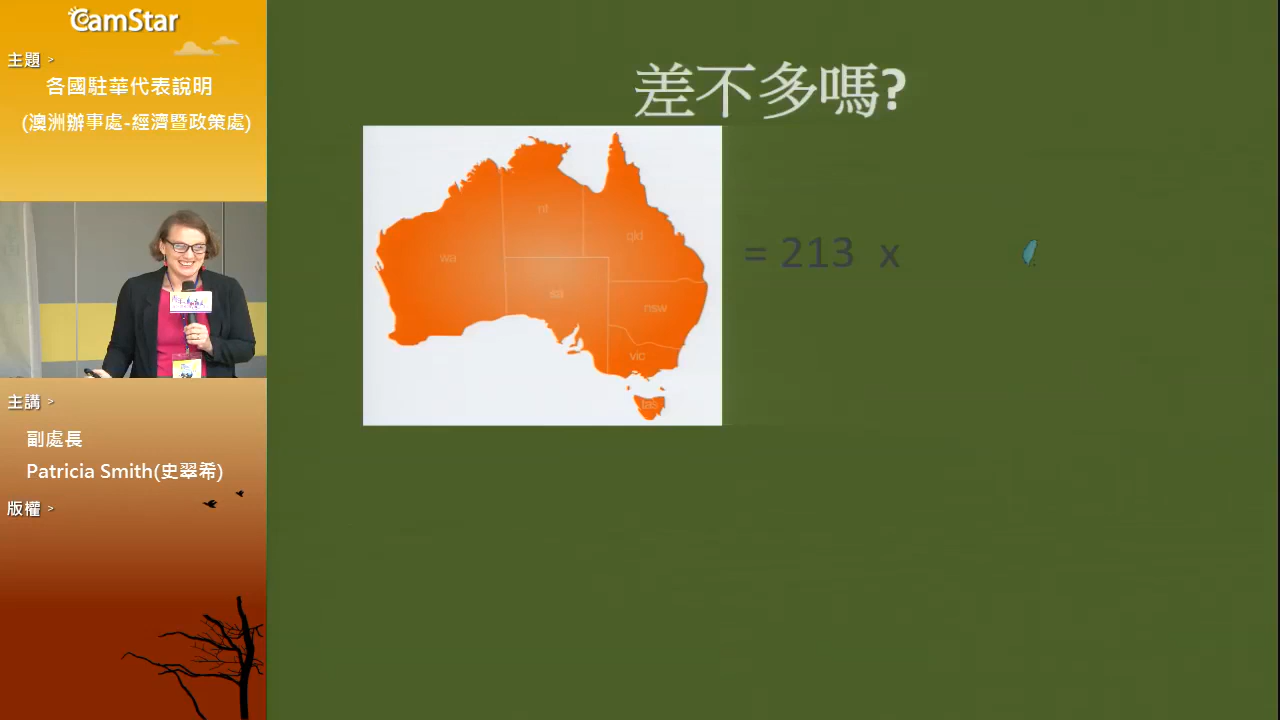 CamStar
主題 >
各國駐華代表說明
(澳洲辦事處-經濟暨政策處)
主講 >
副處長
Patricia Smith(史翠希)
版權 >
差不多嗎?
nt
qld
wa
sa
nsw
vic
tas
= 213 x